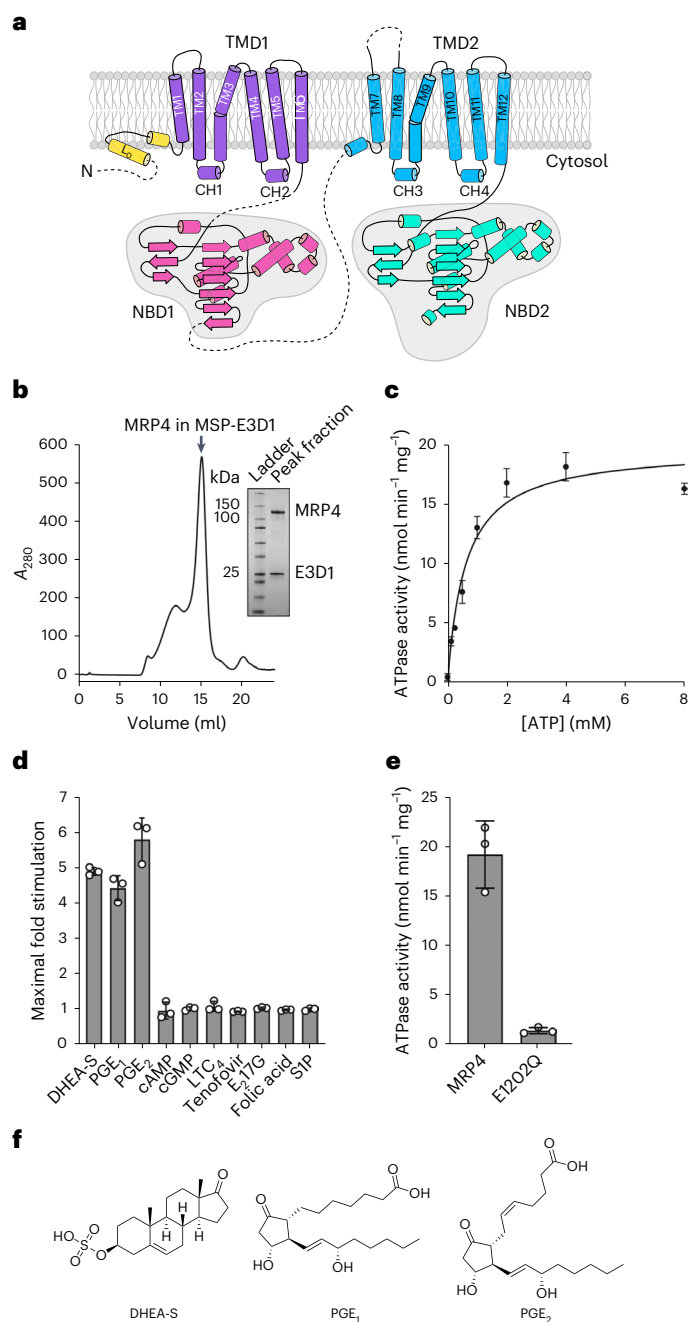 a
TMD1
TMD2
TM1
TM2
TM3
TM4
TM5
TM6
TM7
TM8
TM9
TM10
TM11
TM12
L₀
N
Cytosol
CH1
CH2
CH3
CH4
NBD1
NBD2
b
MRP4 in MSP-E3D1
600
500
400
300
200
100
0
A₂₈₀
0
5
10
15
20
Volume (ml)
kDa
Ladder
Peak fraction
150
100
25
MRP4
E3D1
c
20
15
10
5
0
ATPase activity (nmol min⁻¹ mg⁻¹)
0
2
4
6
8
[ATP] (mM)
d
7
6
5
4
3
2
1
0
Maximal fold stimulation
DHEA-S
PGE₁
PGE₂
cAMP
cGMP
LTC₄
Tenofovir
E₂17G
Folic acid
S1P
e
25
20
15
10
5
0
ATPase activity (nmol min⁻¹ mg⁻¹)
MRP4
E1202Q
f
HO
O
S
O
O
H
H
H
O
DHEA-S
O
O
OH
HO
OH
PGE₁
O
OH
O
HO
OH
PGE₂